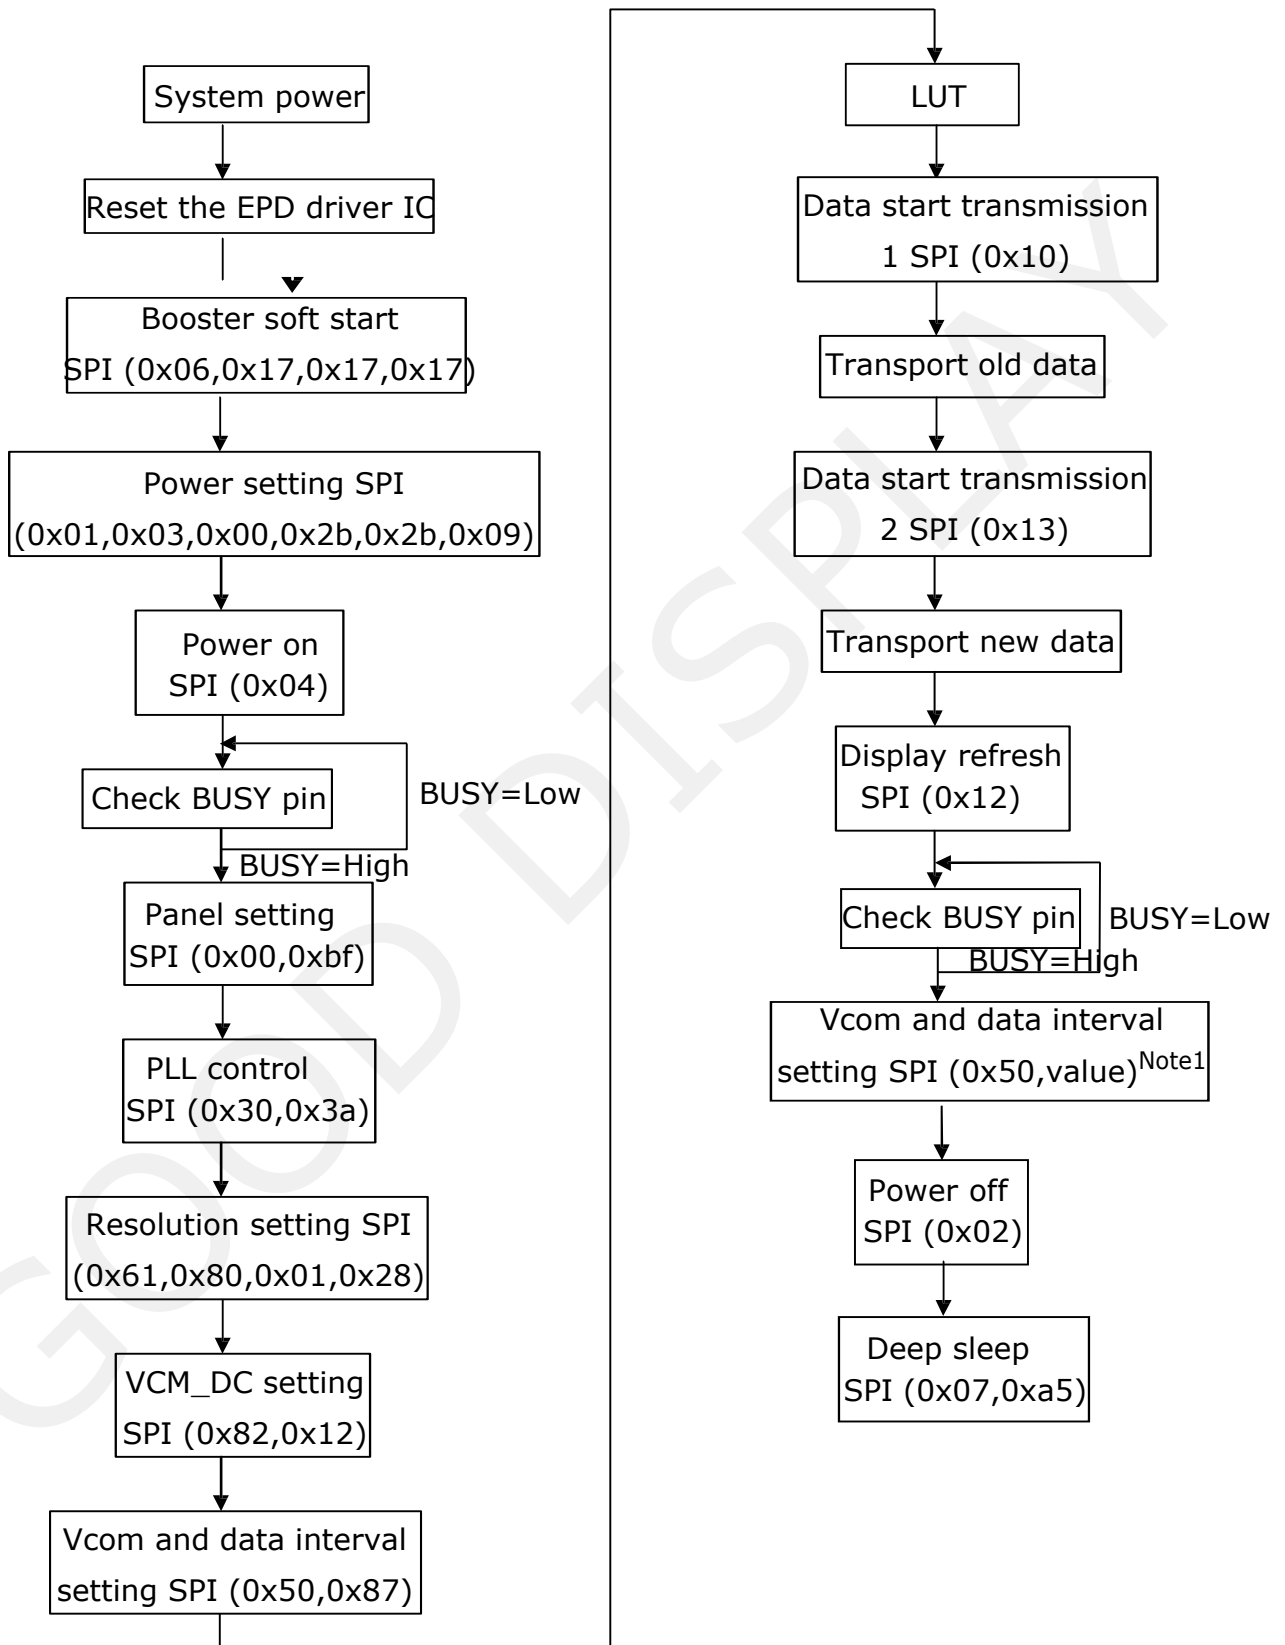 System power
Reset the EPD driver IC
Booster soft start
SPI (0x06,0x17,0x17,0x17)
Power setting SPI
(0x01,0x03,0x00,0x2b,0x2b,0x09)
Power on
SPI (0x04)
Check BUSY pin
BUSY=Low
BUSY=High
Panel setting
SPI (0x00,0xbf)
PLL control
SPI (0x30,0x3a)
Resolution setting SPI
(0x61,0x80,0x01,0x28)
VCM_DC setting
SPI (0x82,0x12)
Vcom and data interval
setting SPI (0x50,0x87)
LUT
Data start transmission
1 SPI (0x10)
Transport old data
Data start transmission
2 SPI (0x13)
Transport new data
Display refresh
SPI (0x12)
Check BUSY pin
BUSY=Low
BUSY=High
Vcom and data interval
setting SPI (0x50,value)Note1
Power off
SPI (0x02)
Deep sleep
SPI (0x07,0xa5)
GOOD DISPLAY